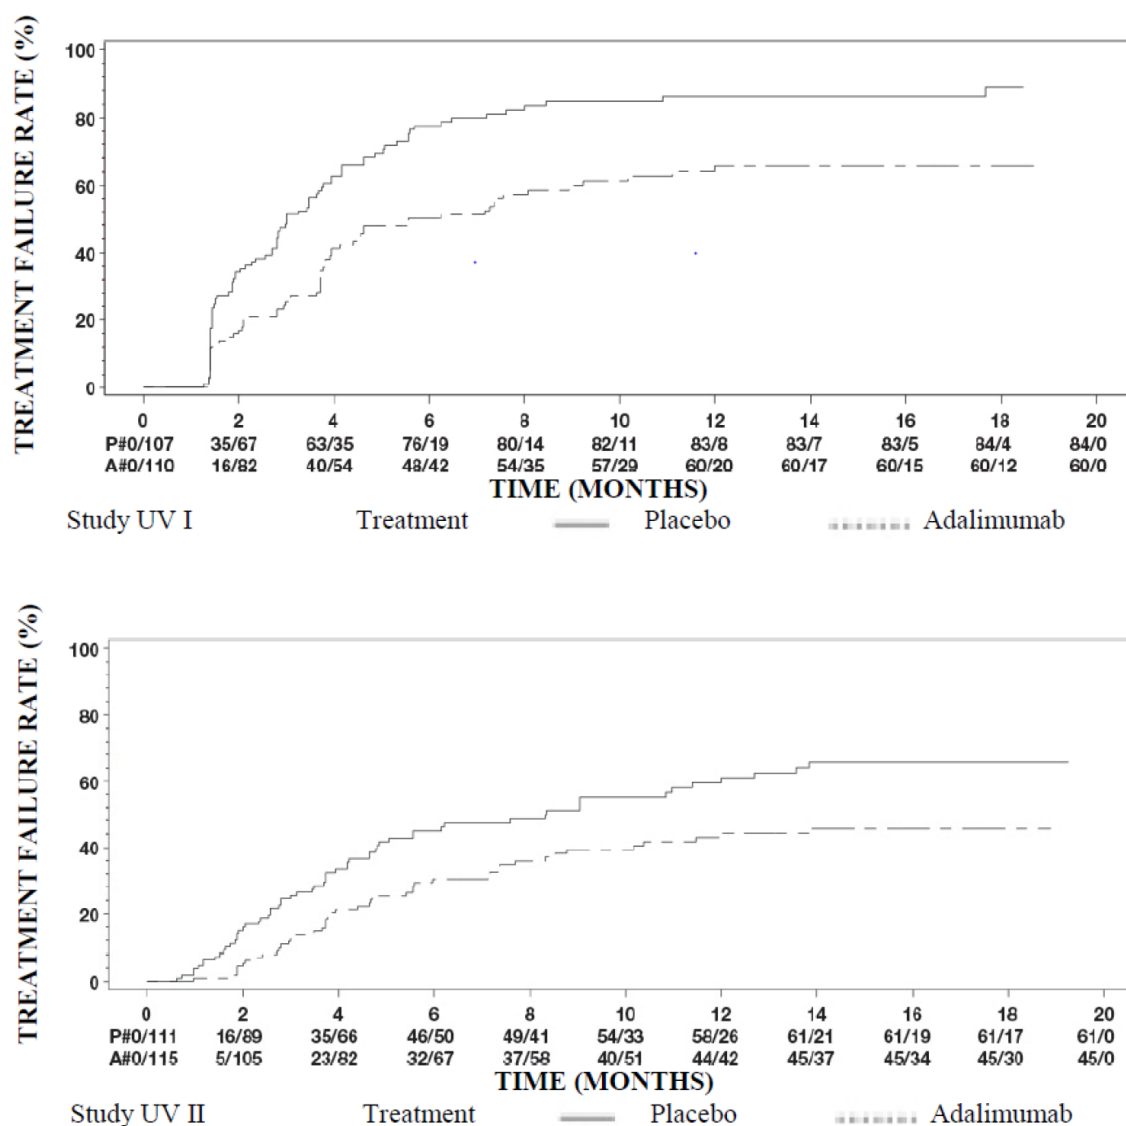 TREATMENT FAILURE RATE (%)
100
80
60
40
20
0
0 2 4 6 8 10 12 14 16 18 20
P#0/107 35/67 63/35 76/19 80/14 82/11 83/8 83/7 83/5 84/4 84/0
A#0/110 16/82 40/54 48/42 54/35 57/29 60/20 60/17 60/15 60/12 60/0
TIME (MONTHS)
Study UV I Treatment Placebo Adalimumab
TREATMENT FAILURE RATE (%)
100
80
60
40
20
0
0 2 4 6 8 10 12 14 16 18 20
P#0/111 16/89 35/66 46/50 49/41 54/33 58/26 61/21 61/19 61/17 61/0
A#0/115 5/105 23/82 32/67 37/58 40/51 44/42 45/37 45/34 45/30 45/0
TIME (MONTHS)
Study UV II Treatment Placebo Adalimumab